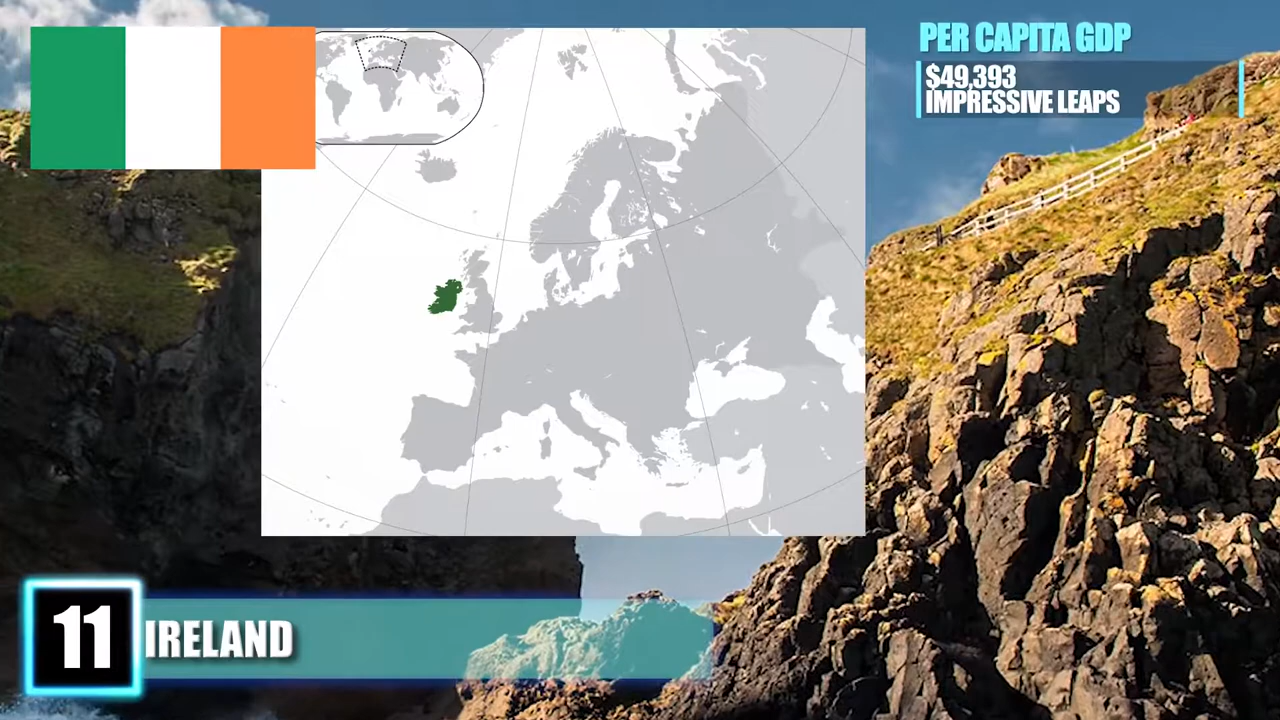 PER CAPITA GDP
$49,393
IMPRESSIVE LEAPS
11
IRELAND